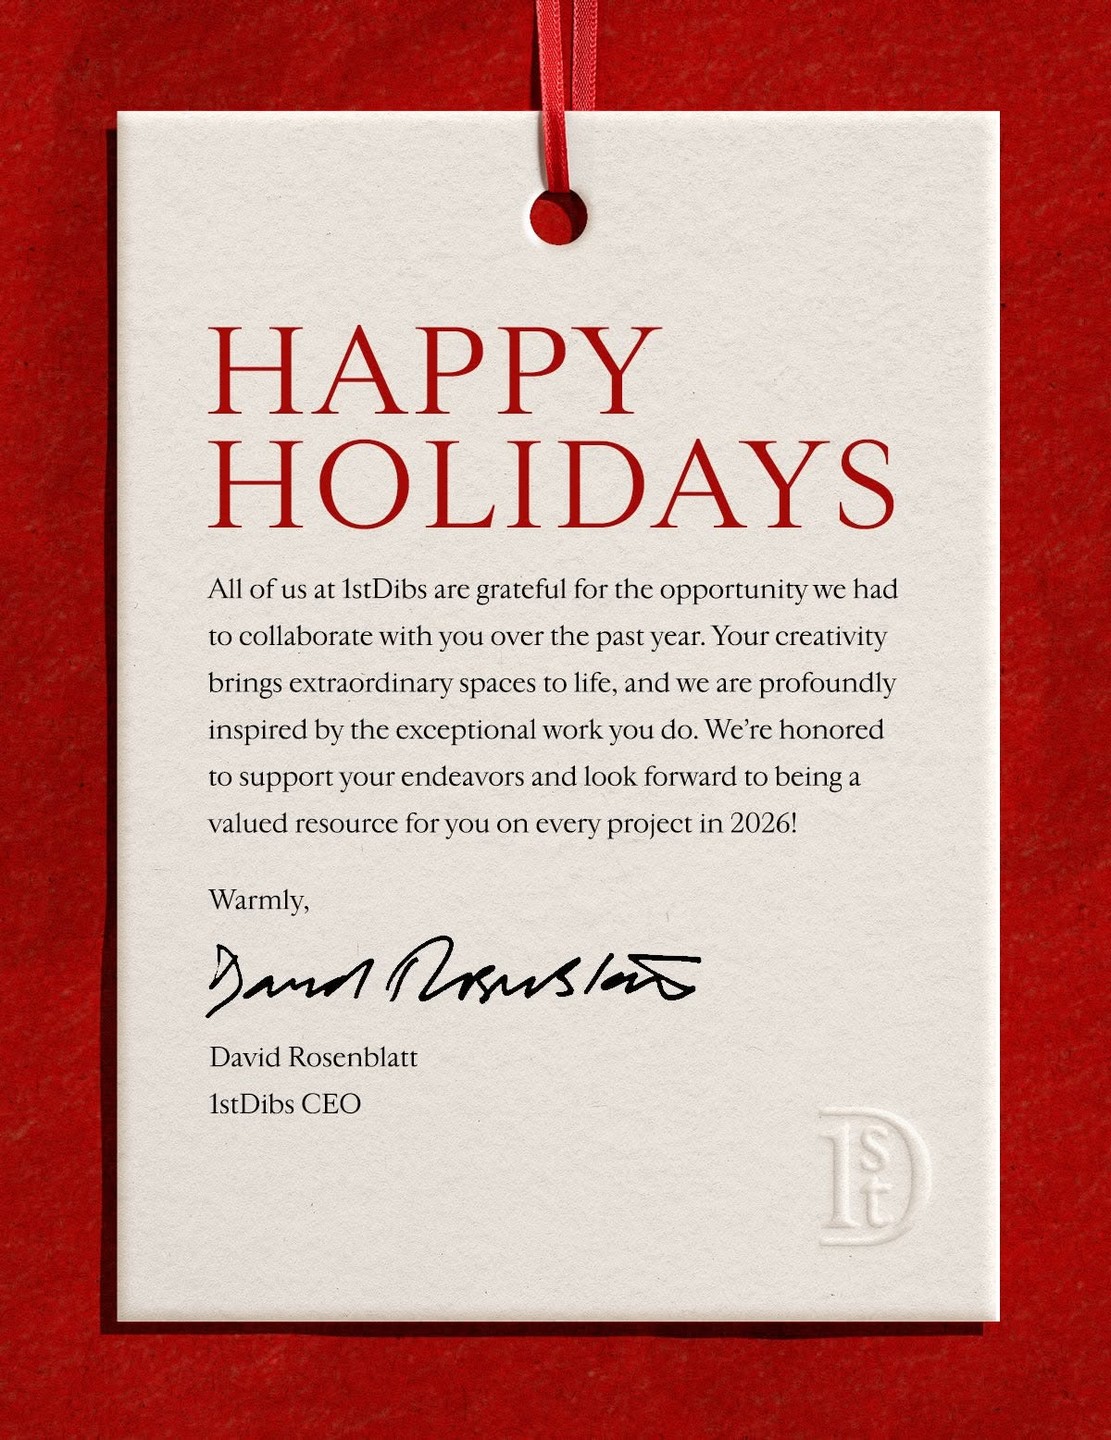 HAPPY
HOLIDAYS
All of us at 1stDibs are grateful for the opportunity we had
to collaborate with you over the past year. Your creativity
brings extraordinary spaces to life, and we are profoundly
inspired by the exceptional work you do. We’re honored
to support your endeavors and look forward to being a
valued resource for you on every project in 2026!
Warmly,
David Rosenblatt
David Rosenblatt
1stDibs CEO
1st D